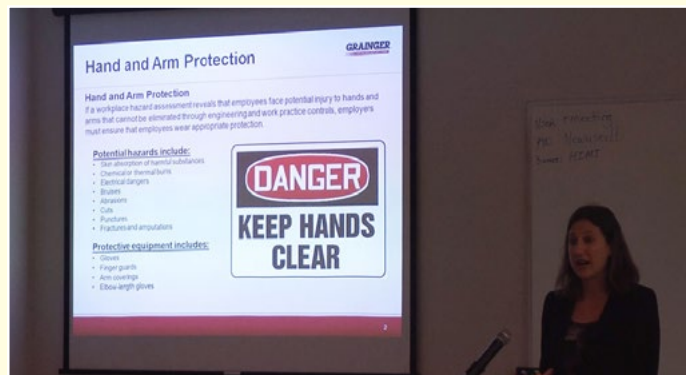 GRAINGER
Hand and Arm Protection
Hand and Arm Protection
If a workplace hazard assessment reveals that employees face potential injury to hands and
arms that cannot be eliminated through engineering and work practice controls, employers
must ensure that employees wear appropriate protection.
Potential hazards include:
• Skin absorption of harmful substances
• Chemical or thermal burns
• Electrical dangers
• Bruises
• Abrasions
• Cuts
• Punctures
• Fractures and amputations
Protective equipment includes:
• Gloves
• Finger guards
• Arm coverings
• Elbow-length gloves
DANGER
KEEP HANDS
CLEAR
2